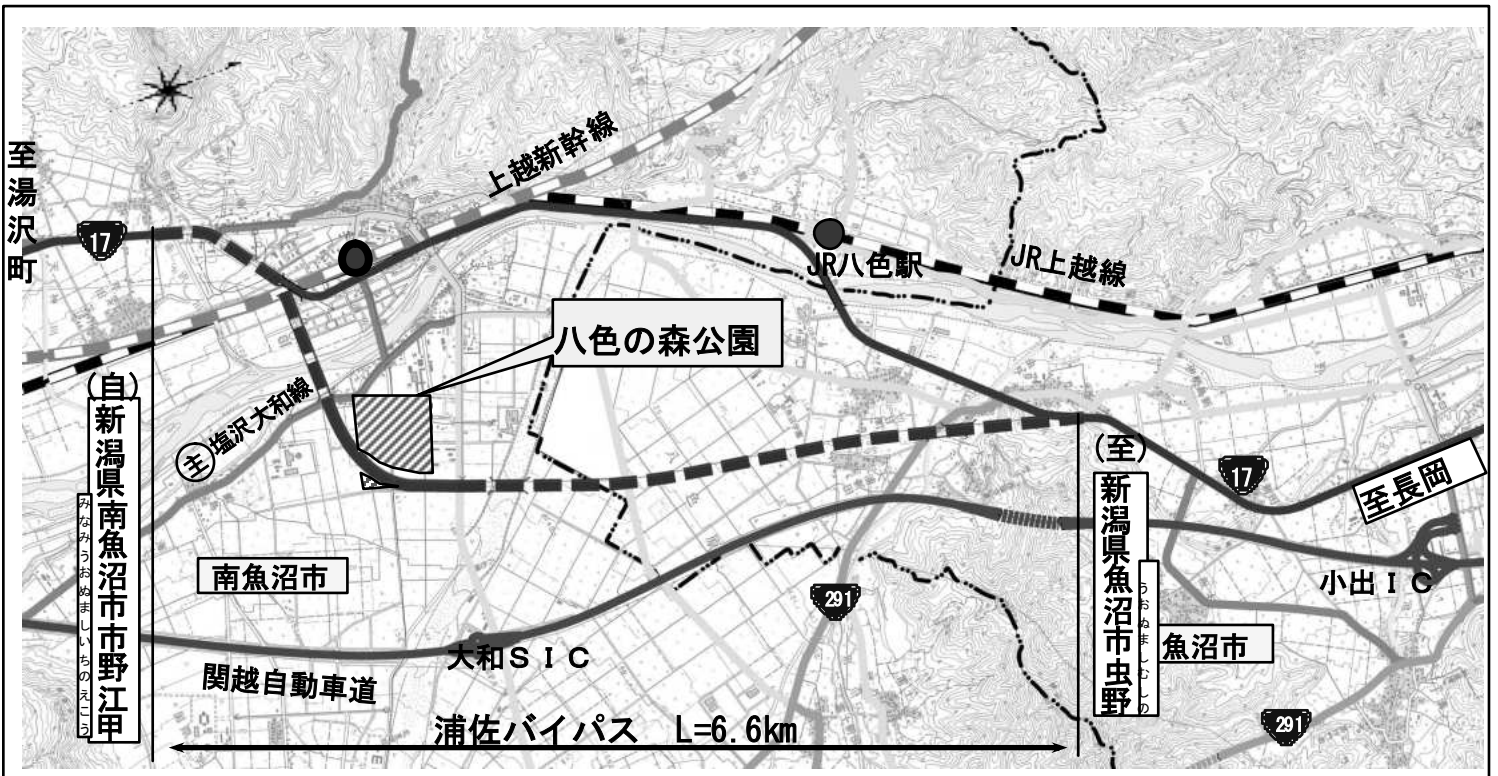 至湯沢町
17
上越新幹線
JR八色駅
JR上越線
八色の森公園
(自)
新潟県南魚沼市市野江甲
みなみうおぬましいちのえこう
主
塩沢大和線
南魚沼市
関越自動車道
大和ＳＩＣ
浦佐バイパス L=6.6km
291
(至)
新潟県魚沼市虫野
うおぬましむしの
魚沼市
17
至長岡
小出ＩＣ
291